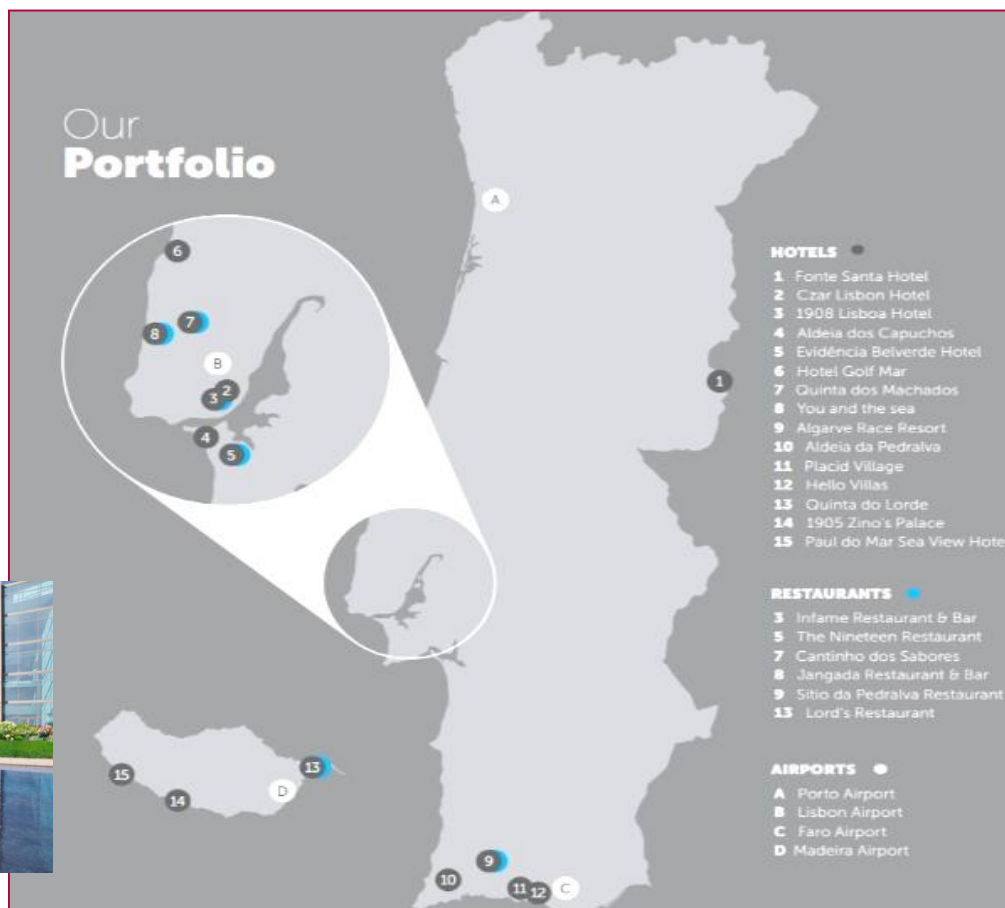 Our
Portfolio
A
6
7
8
B
2
3
4
5
1
15
14
D
13
9
10
11
12
C
HOTELS
1 Fonte Santa Hotel
2 Czar Lisbon Hotel
3 1908 Lisboa Hotel
4 Aldeia dos Capuchos
5 Evidência Belverde Hotel
6 Hotel Golf Mar
7 Quinta dos Machados
8 You and the sea
9 Algarve Race Resort
10 Aldeia da Pedralva
11 Placid Village
12 Hello Villas
13 Quinta do Lorde
14 1905 Zino's Palace
15 Paul do Mar Sea View Hote
RESTAURANTS
3 Infame Restaurant & Bar
5 The Nineteen Restaurant
7 Cantinho dos Sabores
8 Jangada Restaurant & Bar
9 Sítio da Pedralva Restaurant
13 Lord's Restaurant
AIRPORTS
A Porto Airport
B Lisbon Airport
C Faro Airport
D Madeira Airport